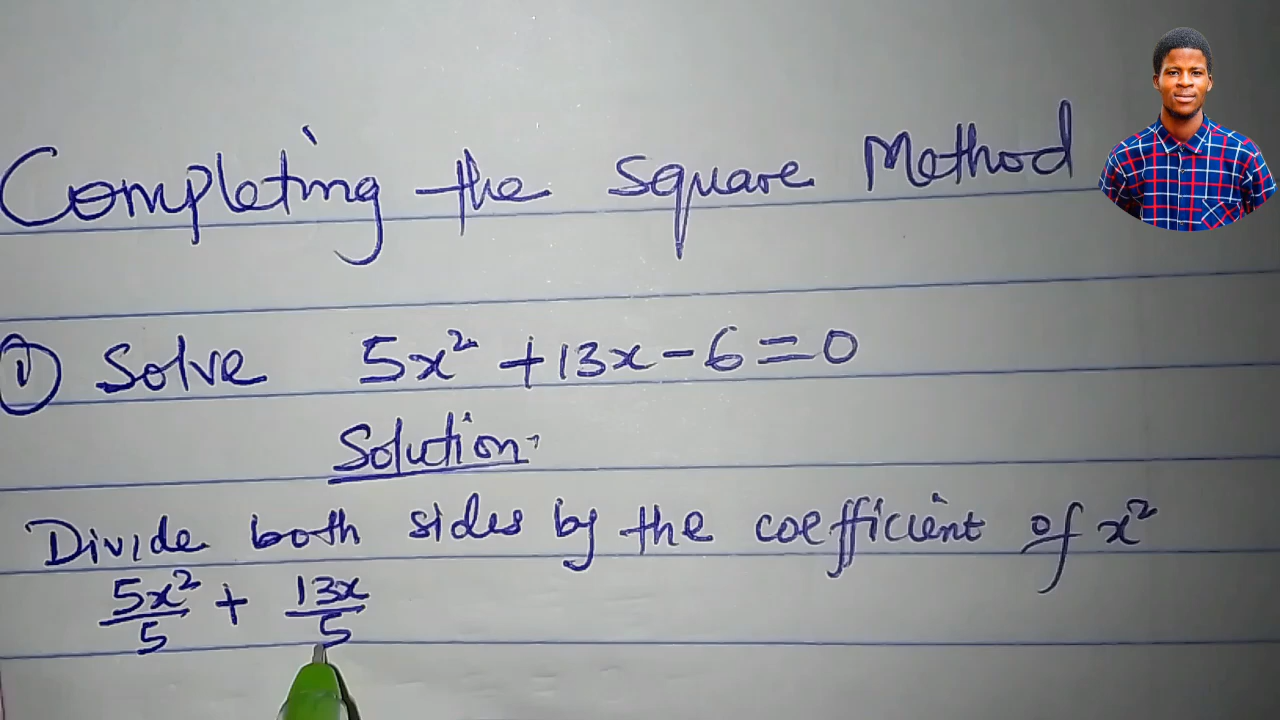 Completing the square Method
① Solve 5x² + 13x - 6 = 0
Solution.
Divide both sides by the coefficient of x²
5x²/5 + 13x/5